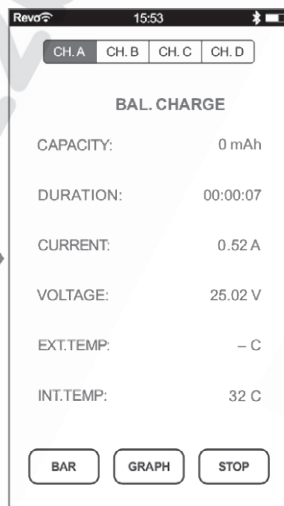 Revo 15:53
CH. A CH. B CH. C CH. D
BAL. CHARGE
CAPACITY: 0 mAh
DURATION: 00:00:07
CURRENT: 0.52 A
VOLTAGE: 25.02 V
EXT.TEMP: – C
INT.TEMP: 32 C
BAR GRAPH STOP